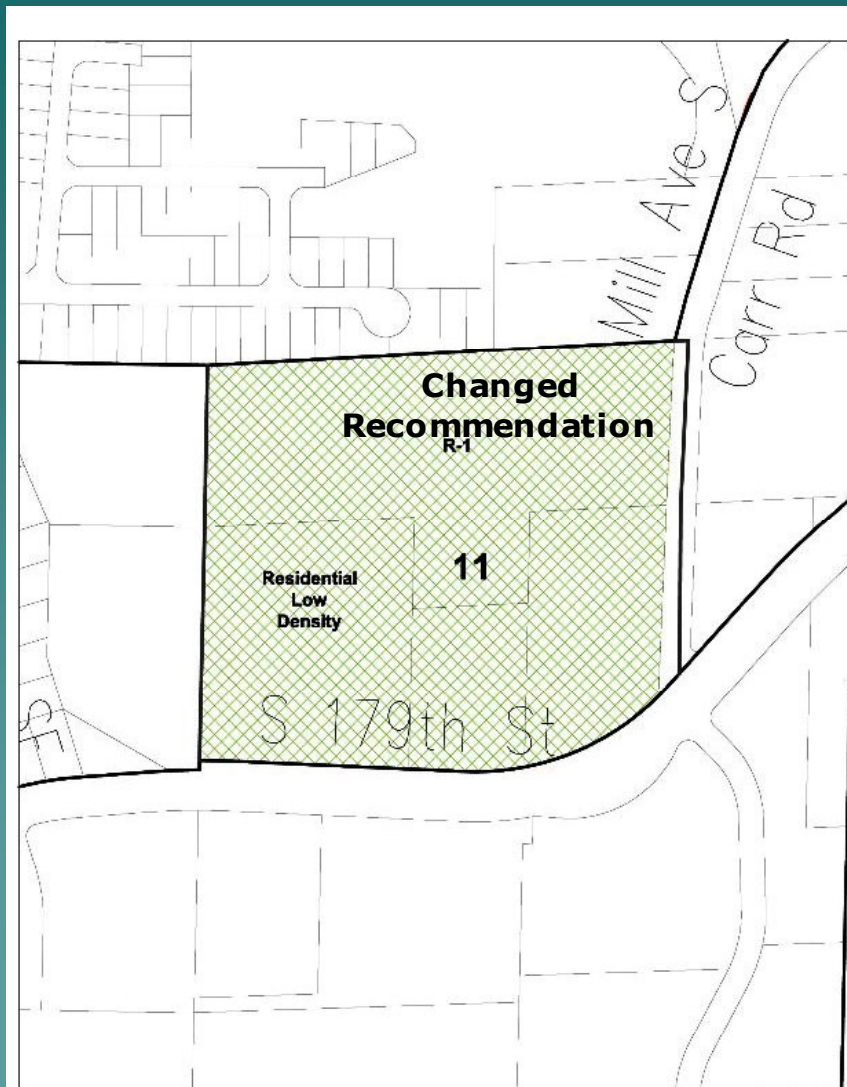 Mill Ave S
Carr Rd
Changed
Recommendation
R-1
11
Residential
Low
Density
S 179th St
SE